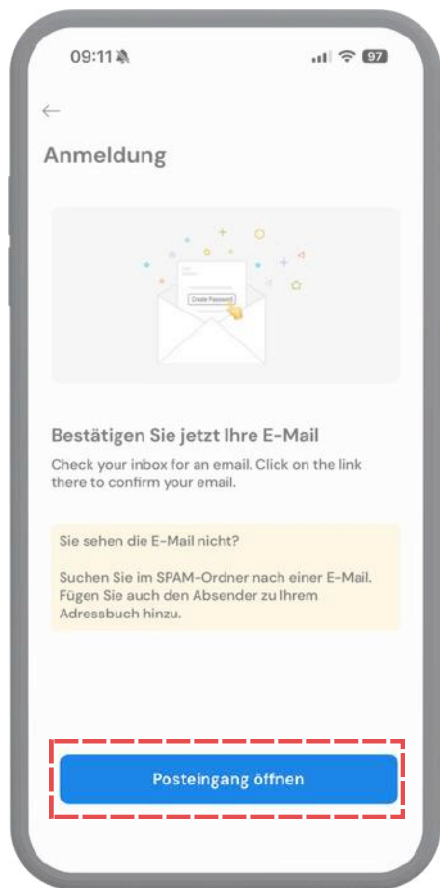 09:11
97
Anmeldung
Create Password
Bestätigen Sie jetzt Ihre E-Mail
Check your inbox for an email. Click on the link
there to confirm your email.
Sie sehen die E-Mail nicht?
Suchen Sie im SPAM-Ordner nach einer E-Mail.
Fügen Sie auch den Absender zu Ihrem
Adressbuch hinzu.
Posteingang öffnen